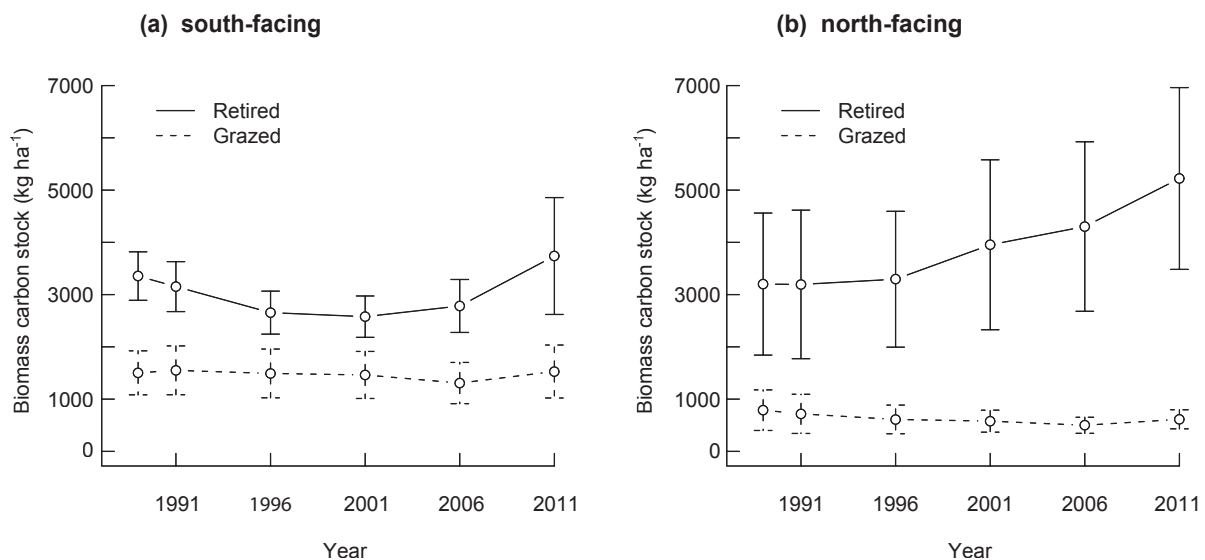 (a) south-facing
7000
5000
3000
1000
0
Biomass carbon stock (kg ha⁻¹)
Retired
Grazed
1991 1996 2001 2006 2011
Year
(b) north-facing
7000
5000
3000
1000
0
Biomass carbon stock (kg ha⁻¹)
Retired
Grazed
1991 1996 2001 2006 2011
Year